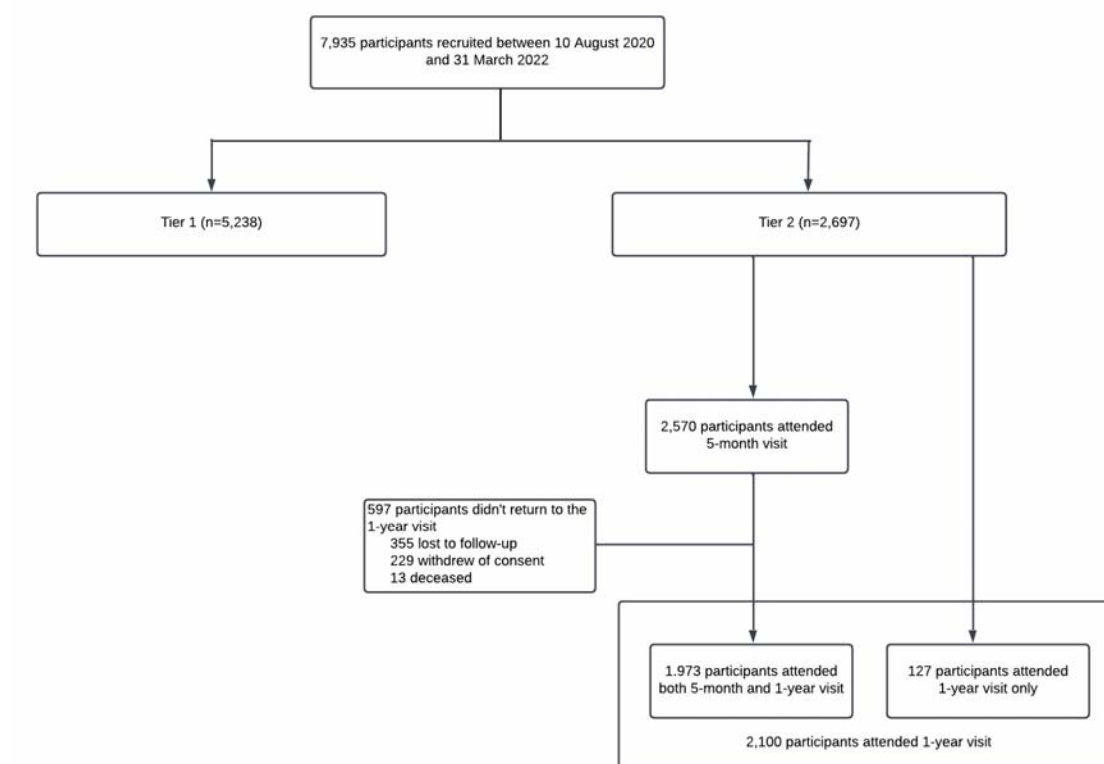 7,935 participants recruited between 10 August 2020
and 31 March 2022
Tier 1 (n=5,238)
Tier 2 (n=2,697)
2,570 participants attended
5-month visit
597 participants didn't return to the
1-year visit
355 lost to follow-up
229 withdrew of consent
13 deceased
1.973 participants attended
both 5-month and 1-year visit
127 participants attended
1-year visit only
2,100 participants attended 1-year visit